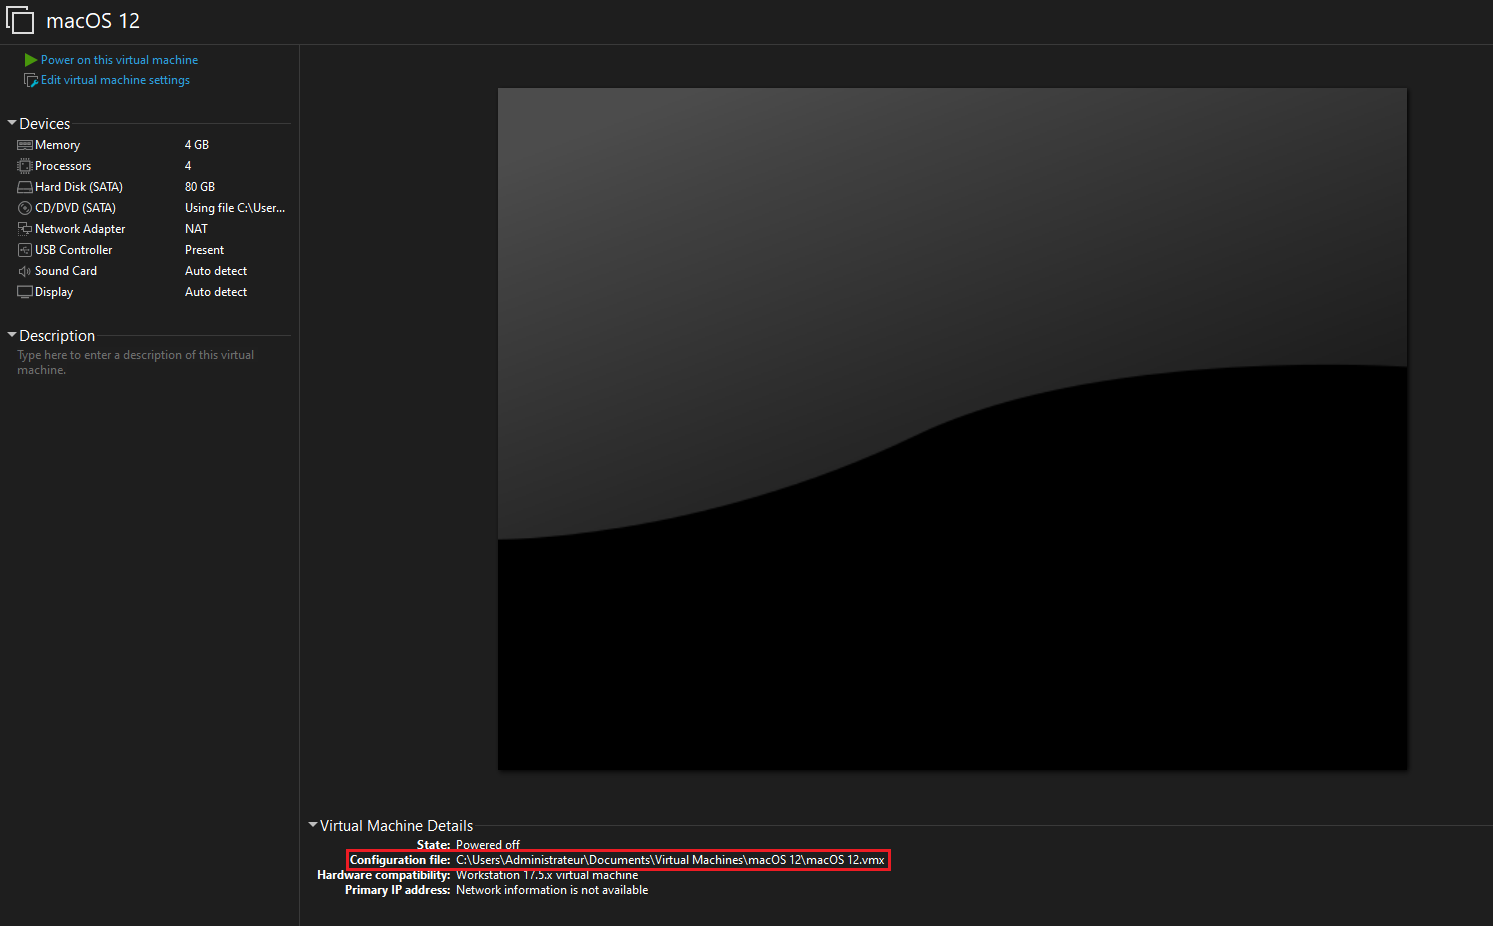 macOS 12
Power on this virtual machine
Edit virtual machine settings
Devices
Memory 4 GB
Processors 4
Hard Disk (SATA) 80 GB
CD/DVD (SATA) Using file C:\User...
Network Adapter NAT
USB Controller Present
Sound Card Auto detect
Display Auto detect
Description
Type here to enter a description of this virtual
machine.
Virtual Machine Details
State: Powered off
Configuration file: C:\Users\Administrateur\Documents\Virtual Machines\macOS 12\macOS 12.vmx
Hardware compatibility: Workstation 17.5.x virtual machine
Primary IP address: Network information is not available